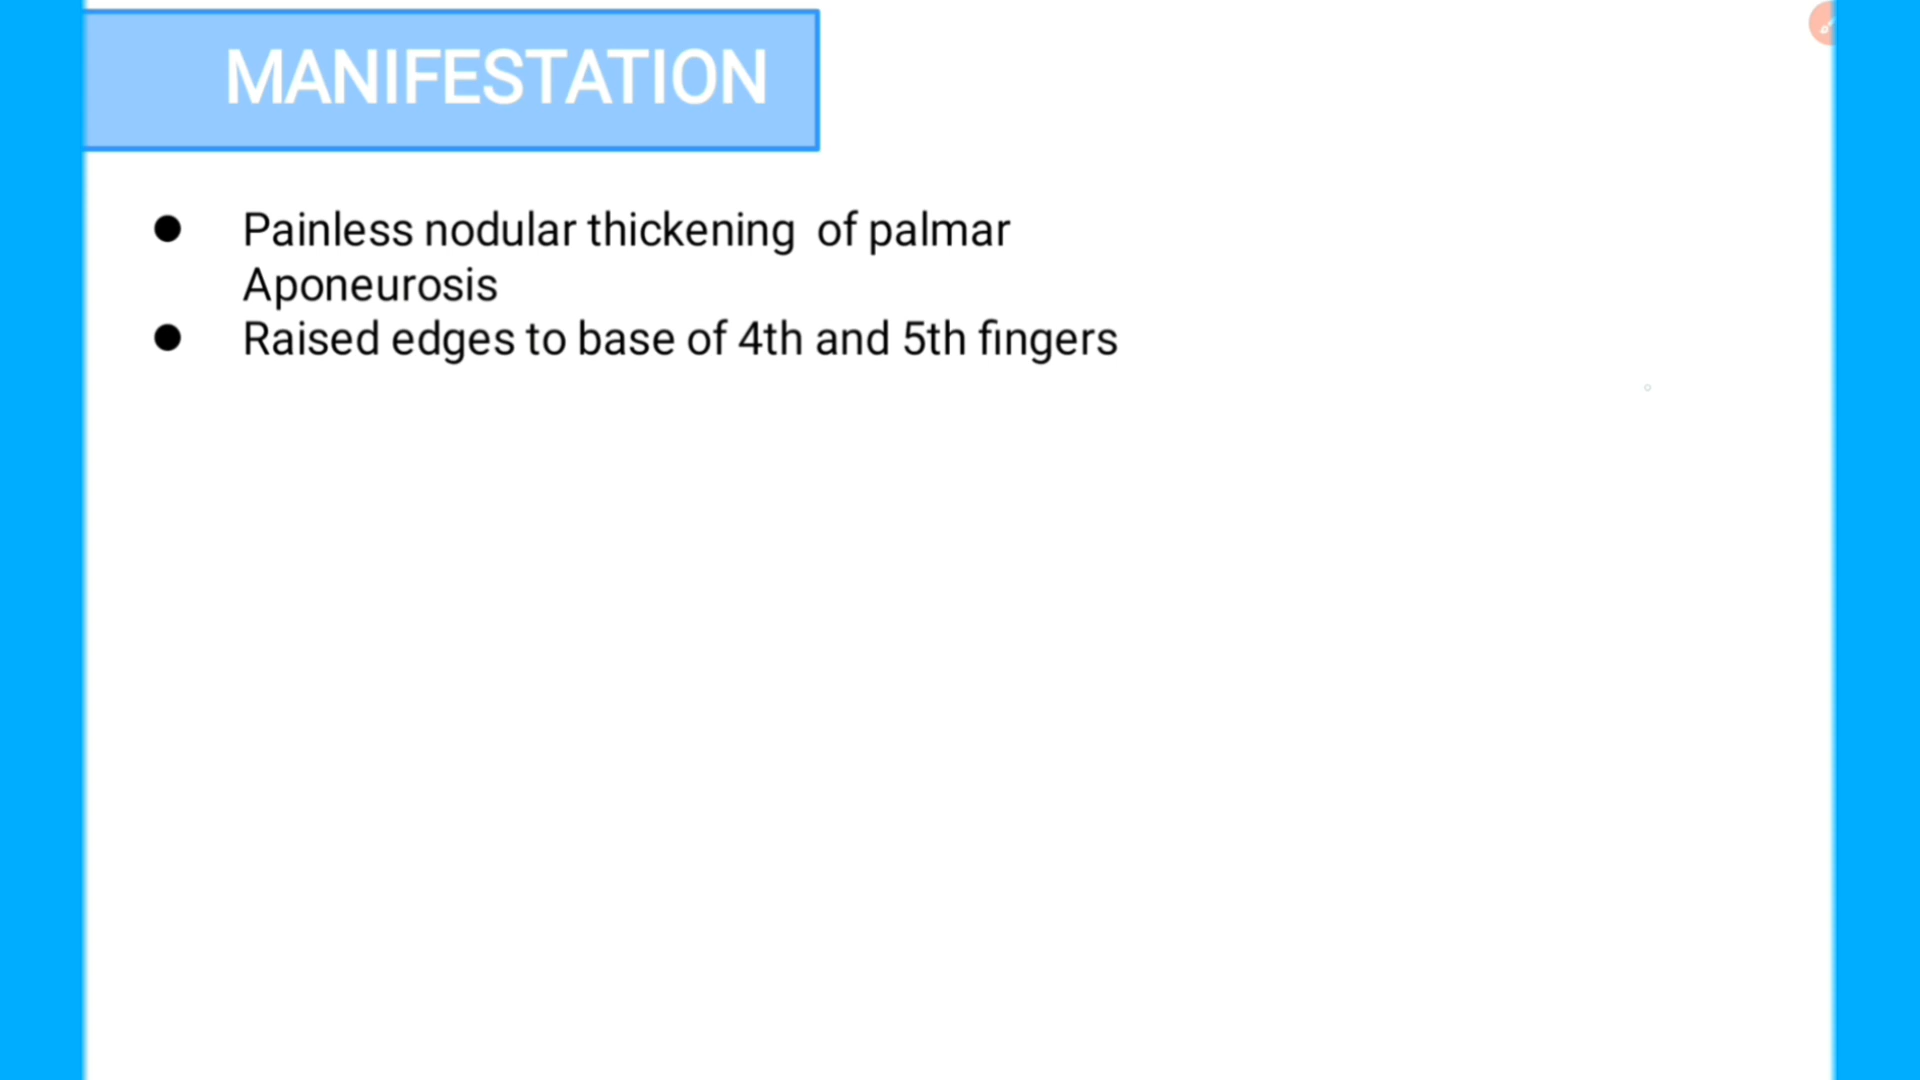 MANIFESTATION
● Painless nodular thickening of palmar
Aponeurosis
● Raised edges to base of 4th and 5th fingers